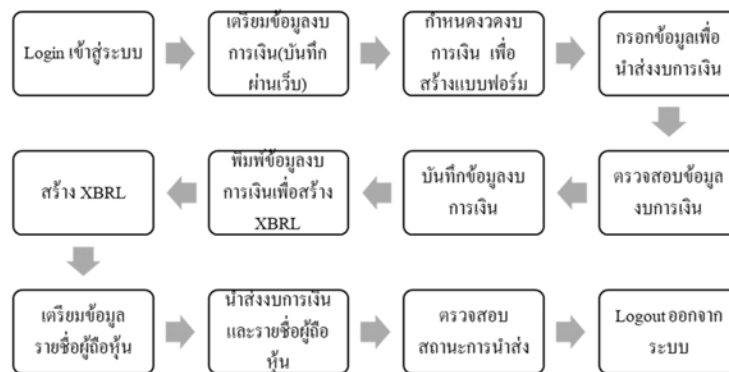 Login เข้าสู่ระบบ
เตรียมข้อมูลงบ
การเงิน(บันทึก
ผ่านเว็บ)
กำหนดงวดงบ
การเงิน เพื่อ
สร้างแบบฟอร์ม
กรอกข้อมูลเพื่อ
นำส่งงบการเงิน
ตรวจสอบข้อมูล
งบการเงิน
บันทึกข้อมูลงบ
การเงิน
พิมพ์ข้อมูลงบ
การเงินเพื่อสร้าง
XBRL
สร้าง XBRL
เตรียมข้อมูล
รายชื่อผู้ถือหุ้น
นำส่งงบการเงิน
และรายชื่อผู้ถือ
หุ้น
ตรวจสอบ
สถานะการนำส่ง
Logout ออกจาก
ระบบ